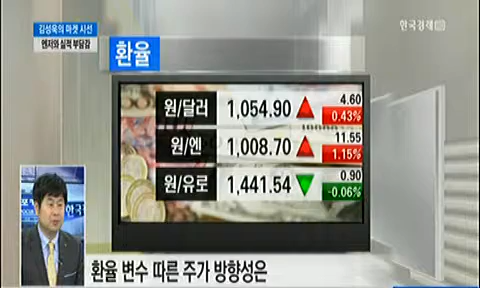 김성욱의 마켓 시선
엔저와 실적 부담감
한국경제
환율
원/달러 1,054.90 ▲ 4.60 0.43%
원/엔 1,008.70 ▲ 11.55 1.15%
원/유로 1,441.54 ▼ 0.90 -0.06%
환율 변수 따른 주가 방향성은